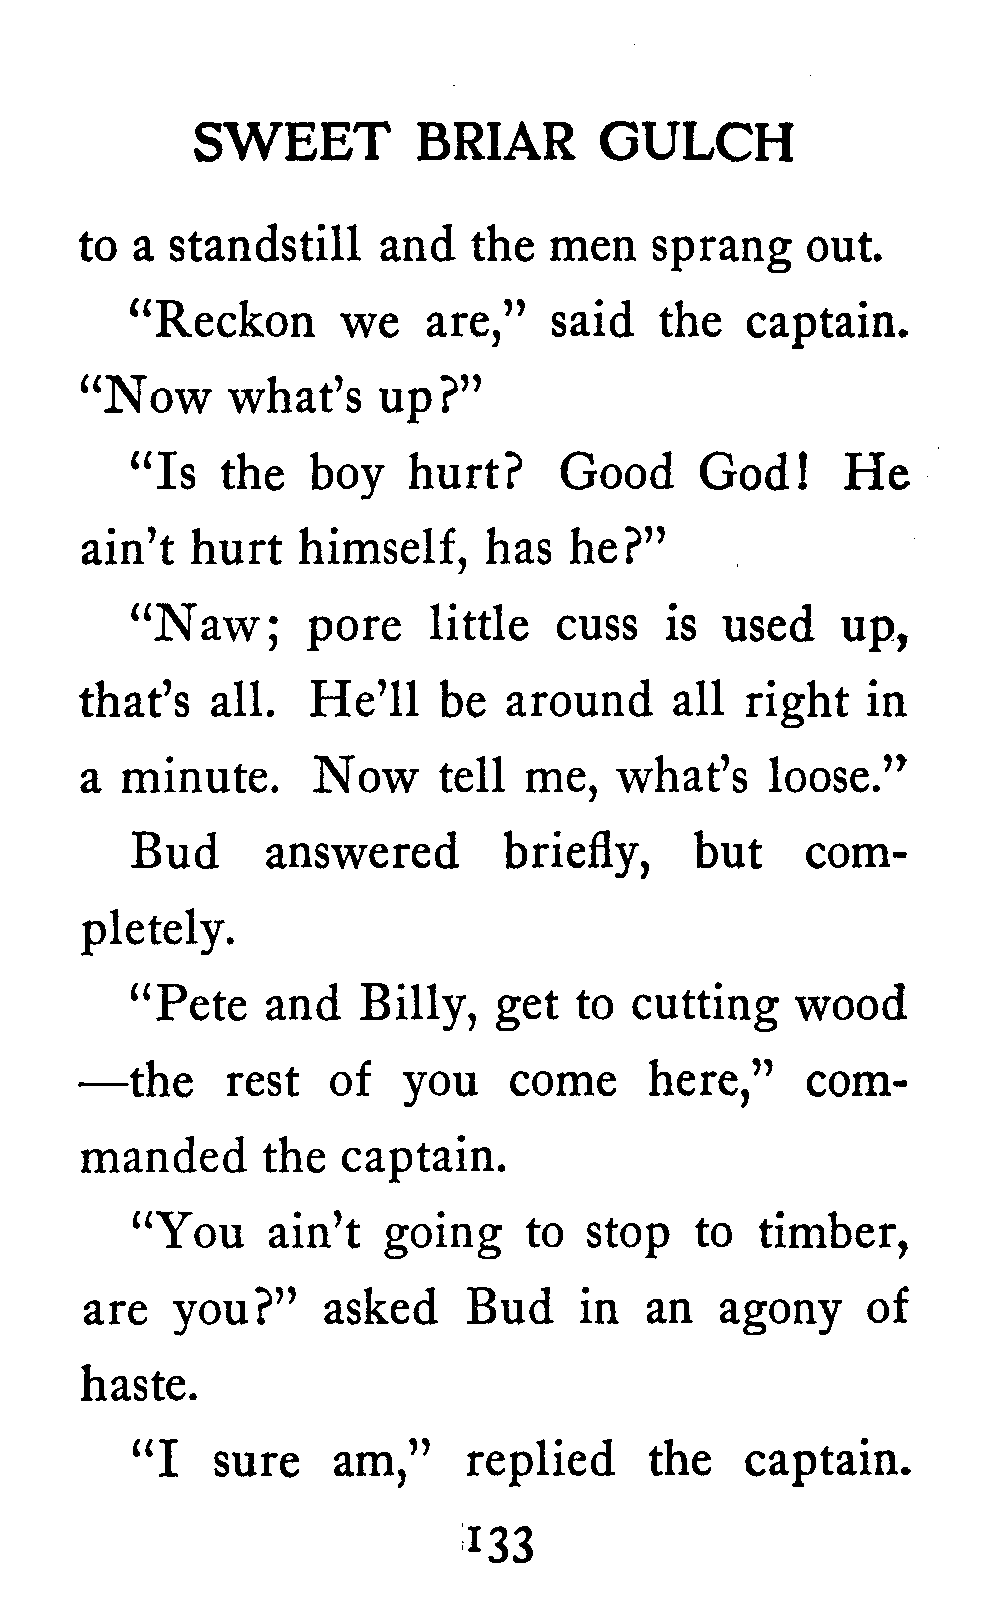 SWEET BRIAR GULCH
to a standstill and the men sprang out.
“Reckon we are,” said the captain.
“Now what’s up?”
“Is the boy hurt? Good God! He
ain’t hurt himself, has he?”
“Naw; pore little cuss is used up,
that’s all. He’ll be around all right in
a minute. Now tell me, what’s loose.”
Bud answered briefly, but com-
pletely.
“Pete and Billy, get to cutting wood
—the rest of you come here,” com-
manded the captain.
“You ain’t going to stop to timber,
are you?” asked Bud in an agony of
haste.
“I sure am,” replied the captain.
133